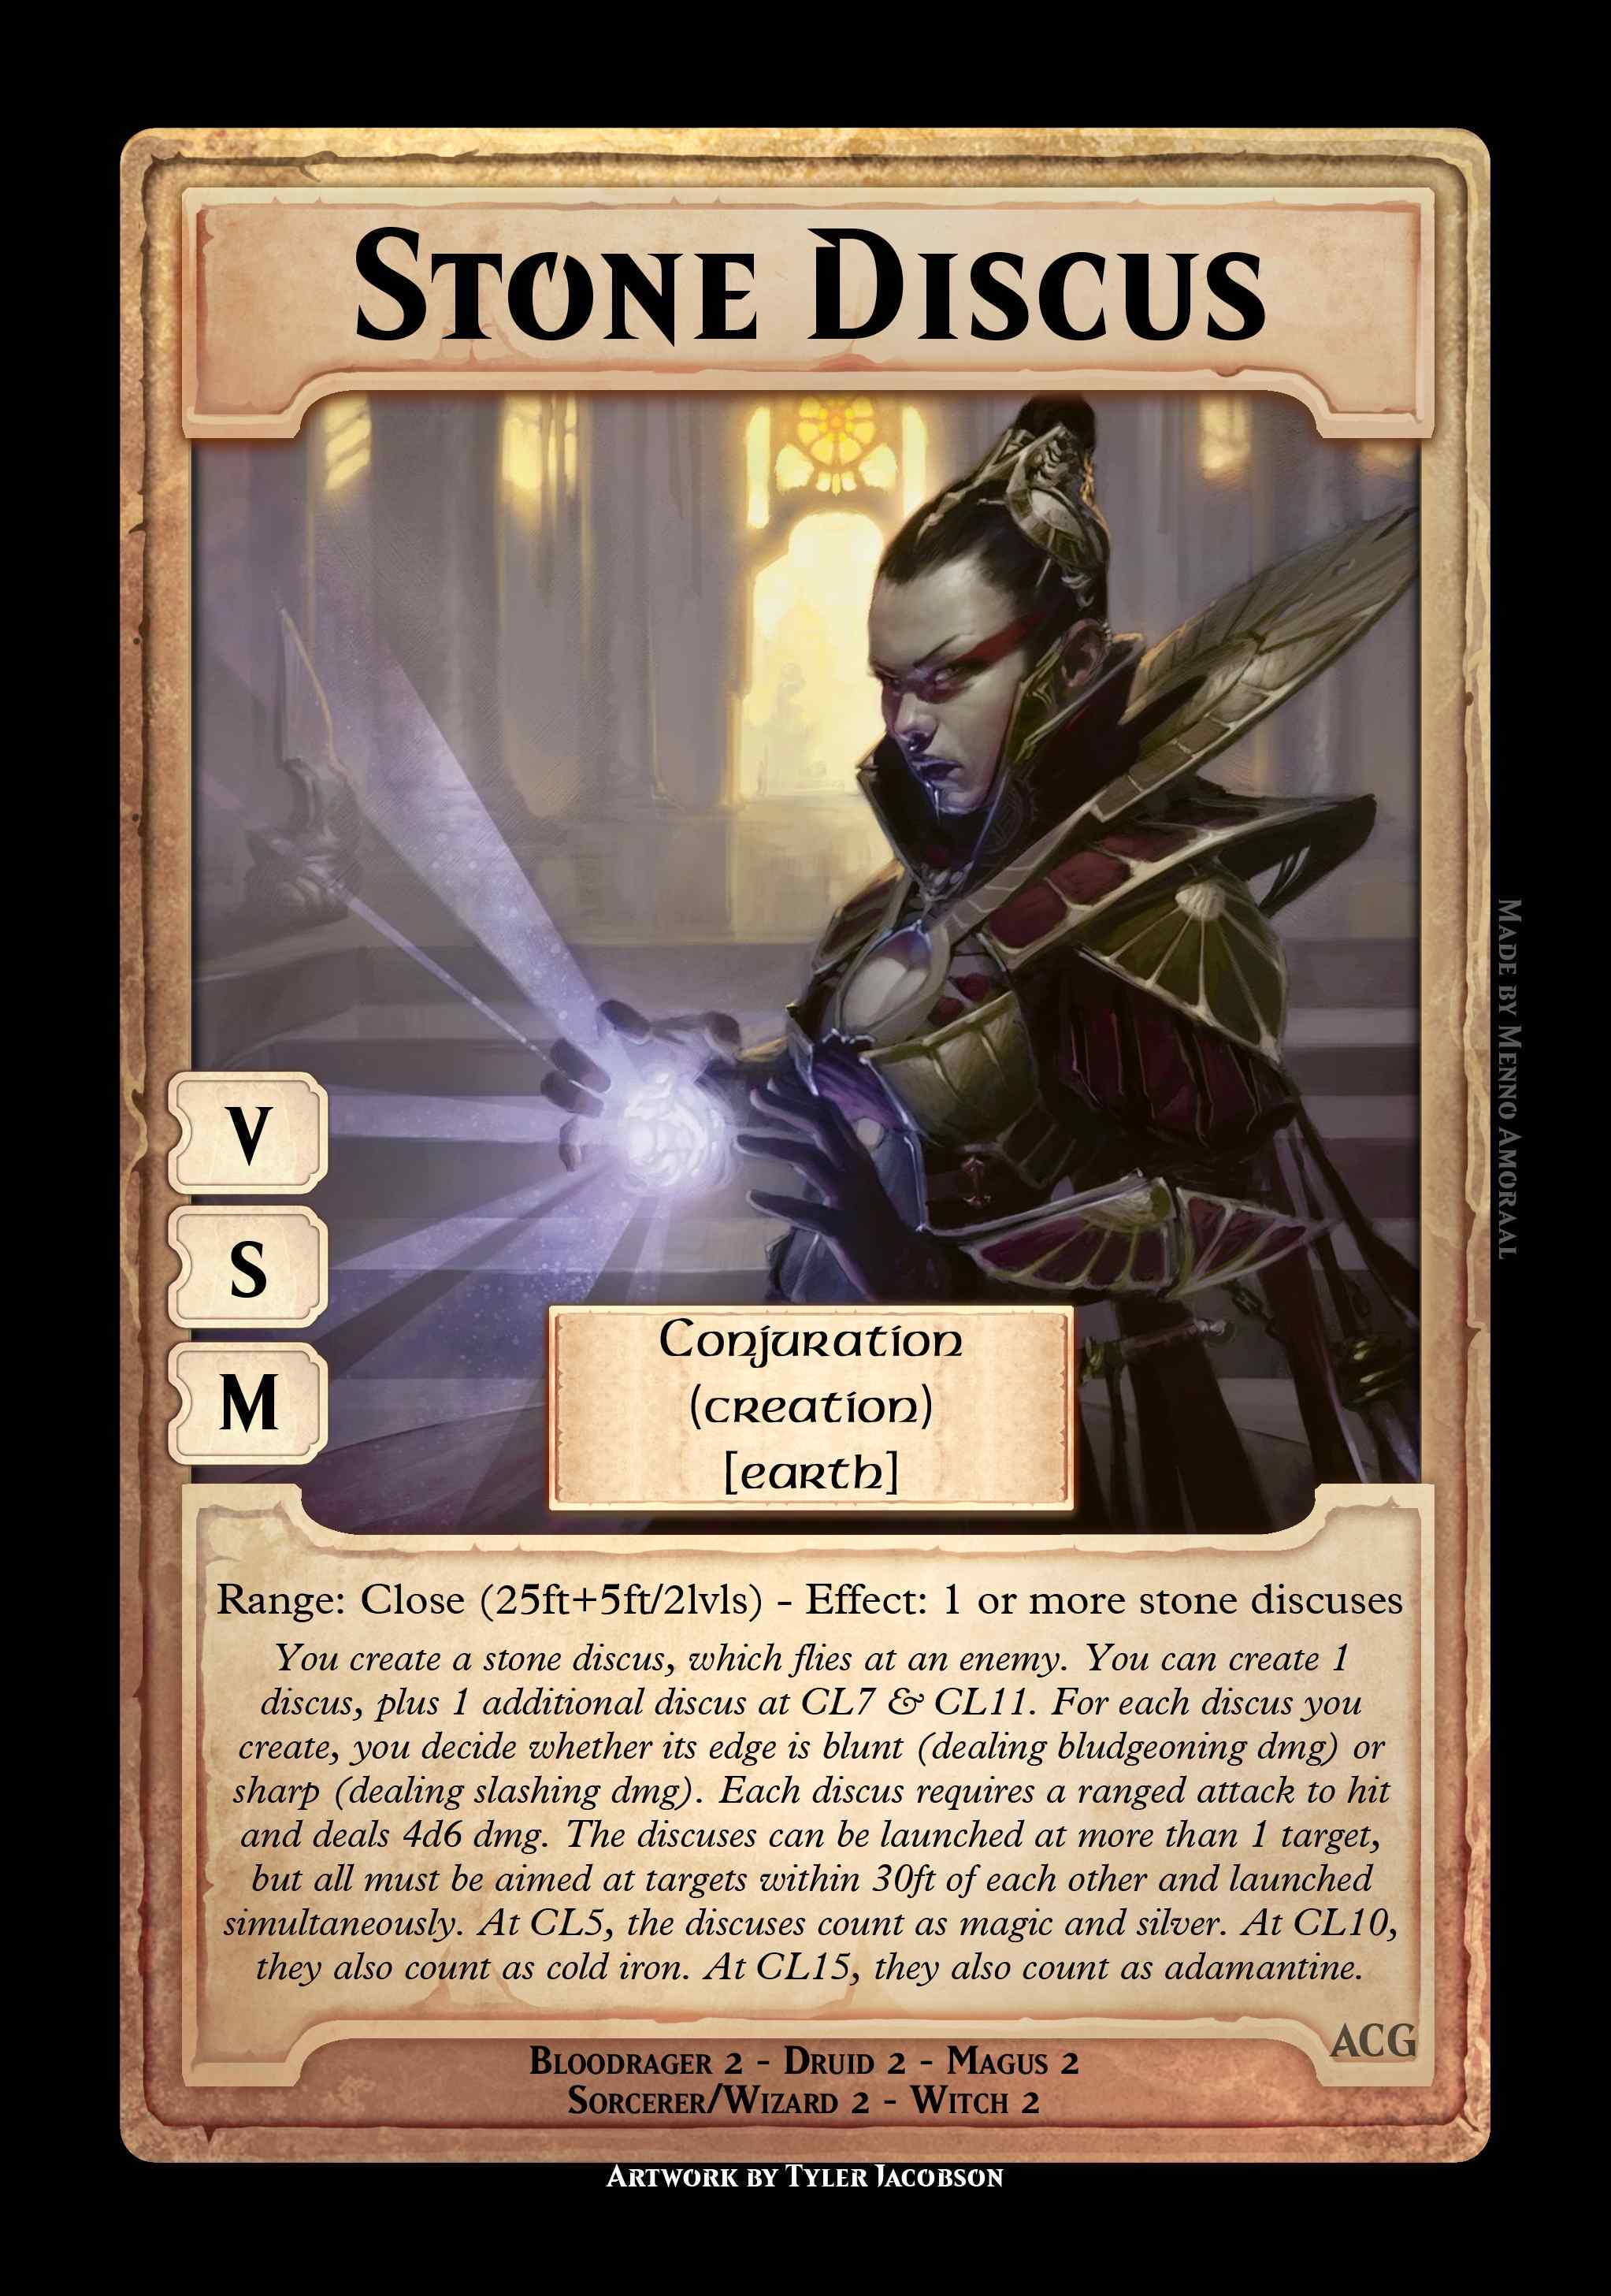 Stone Discus
V
S
M
Conjuration
(creation)
[earth]
Range: Close (25ft+5ft/2lvls) - Effect: 1 or more stone discuses
You create a stone discus, which flies at an enemy. You can create 1
discus, plus 1 additional discus at CL7 & CL11. For each discus you
create, you decide whether its edge is blunt (dealing bludgeoning dmg) or
sharp (dealing slashing dmg). Each discus requires a ranged attack to hit
and deals 4d6 dmg. The discuses can be launched at more than 1 target,
but all must be aimed at targets within 30ft of each other and launched
simultaneously. At CL5, the discuses count as magic and silver. At CL10,
they also count as cold iron. At CL15, they also count as adamantine.
ACG
Bloodrager 2 - Druid 2 - Magus 2
Sorcerer/Wizard 2 - Witch 2
Artwork by Tyler Jacobson
Made by Menno Amoraal